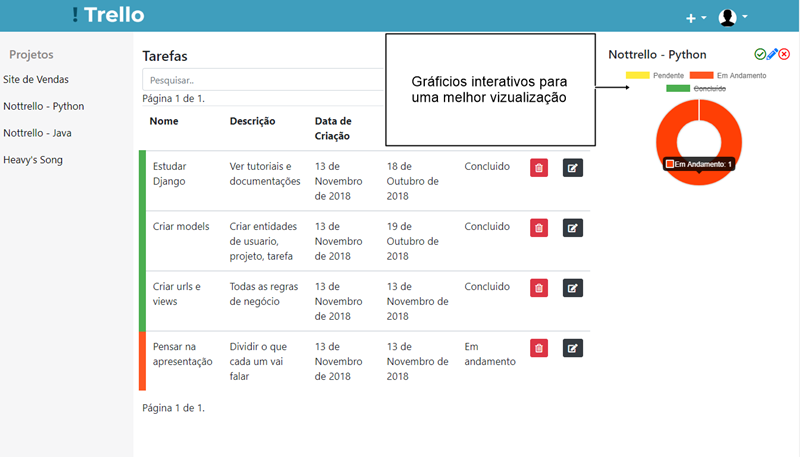 ! Trello
Projetos
Site de Vendas
Nottrello - Python
Nottrello - Java
Heavy's Song
Tarefas
Pesquisar..
Página 1 de 1.
Gráficios interativos para
uma melhor vizualização
Nome
Descrição
Data de
Criação
Estudar
Django
Ver tutoriais e
documentações
13 de
Novembro
de 2018
18 de
Outubro de
2018
Concluido
Criar models
Criar entidades
de usuario,
projeto, tarefa
13 de
Novembro
de 2018
19 de
Outubro de
2018
Concluido
Criar urls e
views
Todas as regras
de negócio
13 de
Novembro
de 2018
13 de
Novembro de
2018
Concluido
Pensar na
apresentação
Dividir o que
cada um vai
falar
13 de
Novembro
de 2018
13 de
Novembro de
2018
Em
andamento
Página 1 de 1.
Nottrello - Python
Pendente
Em Andamento
Concluído
Em Andamento: 1